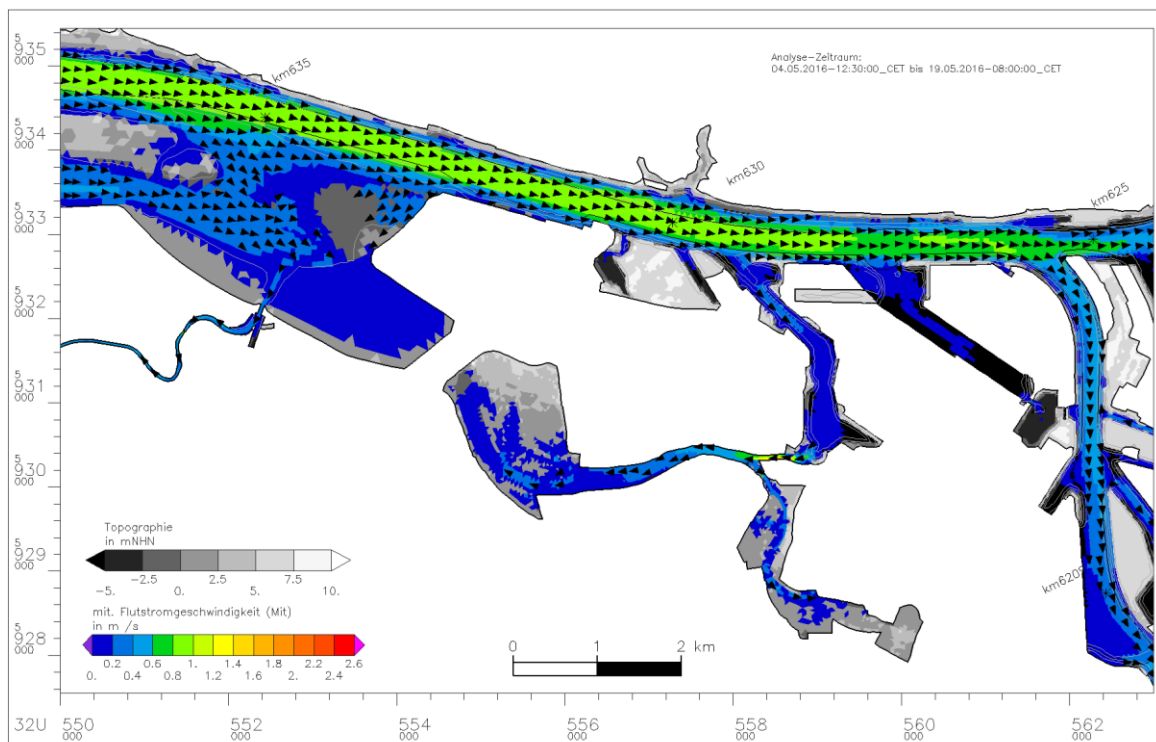 5
935
000
km635
Analyse-Zeitraum:
04.05.2016-12:30:00_CET bis 19.05.2016-08:00:00_CET
5
934
000
km630
5
933
000
km625
5
932
000
5
931
000
5
930
000
Topographie
in mNHN
5
929
000
-5. -2.5 0. 2.5 5. 7.5 10.
km620S
mit. Flutstromgeschwindigkeit (Mit)
in m /s
5
928
000
0. 0.2 0.4 0.6 0.8 1. 1.2 1.4 1.6 1.8 2. 2.2 2.4 2.6
0 1 2 km
32U 550 552 554 556 558 560 562
000 000 000 000 000 000 000